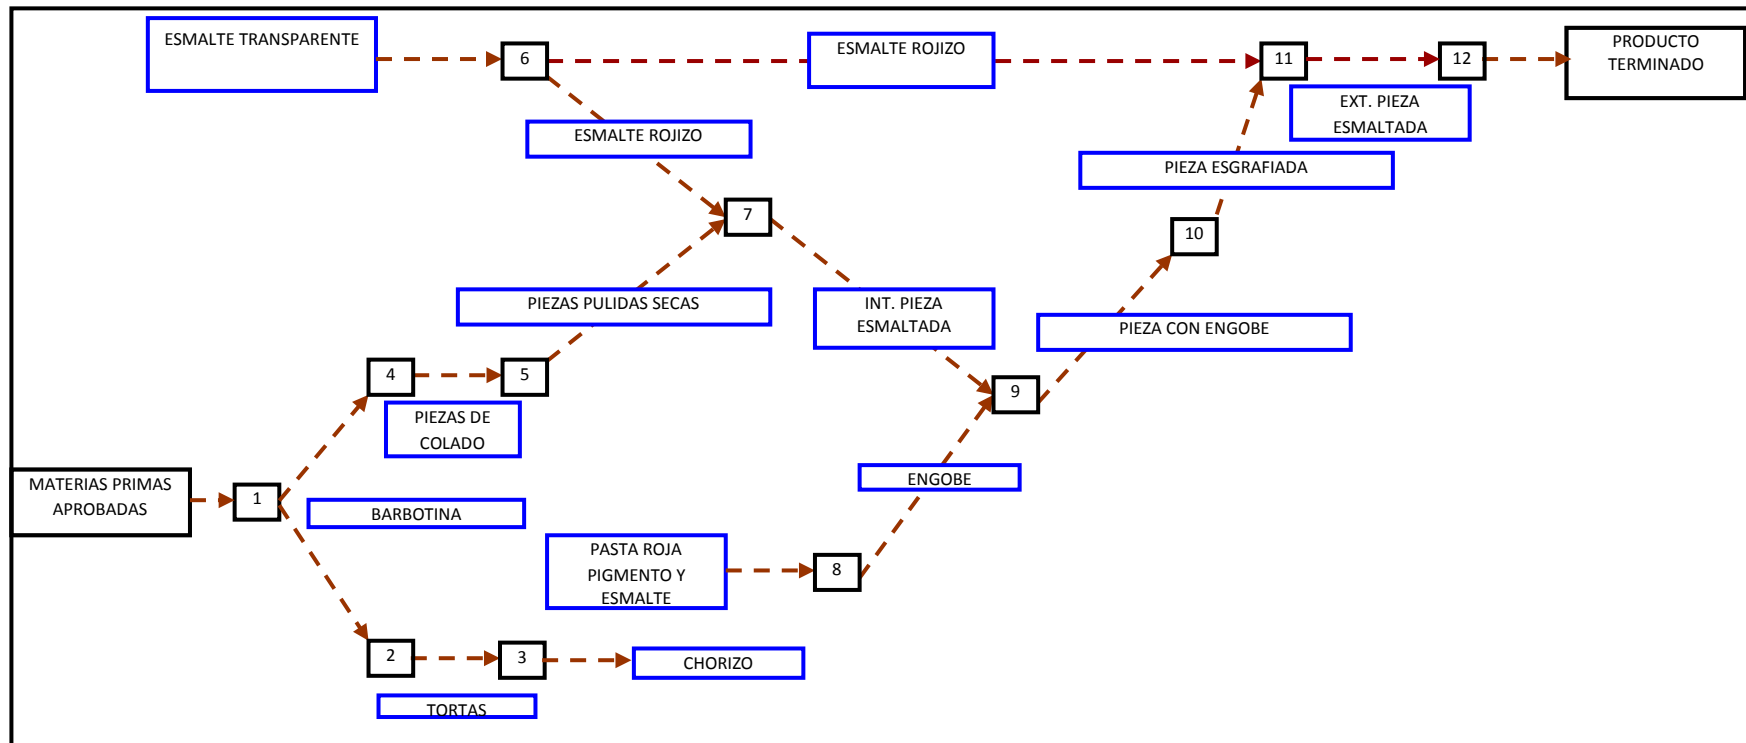 ESMALTE TRANSPARENTE
6
ESMALTE ROJIZO
11
12
PRODUCTO
TERMINADO
EXT. PIEZA
ESMALTADA
ESMALTE ROJIZO
PIEZA ESGRAFIADA
7
10
PIEZAS PULIDAS SECAS
INT. PIEZA
ESMALTADA
PIEZA CON ENGOBE
4
5
9
PIEZAS DE
COLADO
MATERIAS PRIMAS
APROBADAS
1
BARBOTINA
ENGOBE
PASTA ROJA
PIGMENTO Y
ESMALTE
8
2
3
CHORIZO
TORTAS